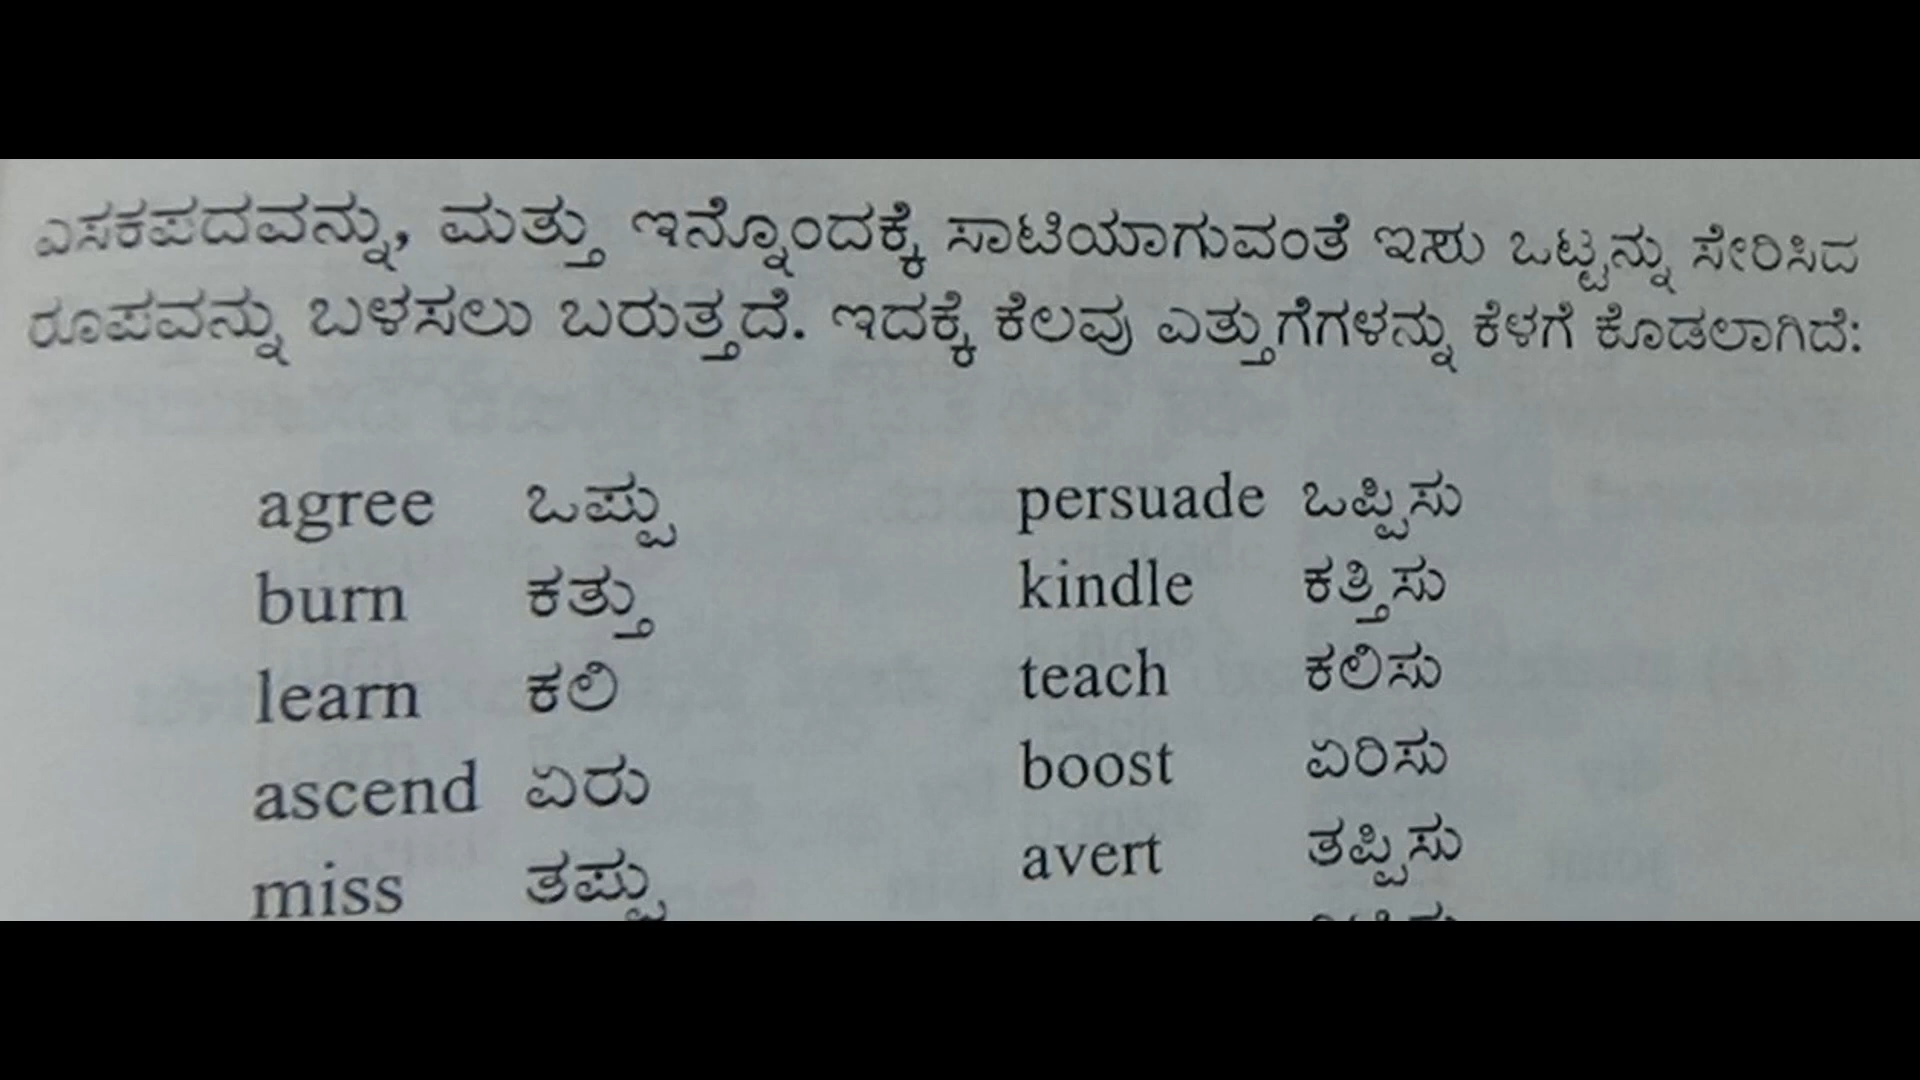 ಎಸಕಪದವನ್ನು, ಮತ್ತು ಇನ್ನೊಂದಕ್ಕೆ ಸಾಟಿಯಾಗುವಂತೆ ಇಸು ಒಟ್ಟನ್ನು ಸೇರಿಸಿದ
ರೂಪವನ್ನು ಬಳಸಲು ಬರುತ್ತದೆ. ಇದಕ್ಕೆ ಕೆಲವು ಎತ್ತುಗೆಗಳನ್ನು ಕೆಳಗೆ ಕೊಡಲಾಗಿದೆ:
agree ಒಪ್ಪು persuade ಒಪ್ಪಿಸು
burn ಕತ್ತು kindle ಕತ್ತಿಸು
learn ಕಲಿ teach ಕಲಿಸು
ascend ಏರು boost ಏರಿಸು
miss ತಪ್ಪು avert ತಪ್ಪಿಸು